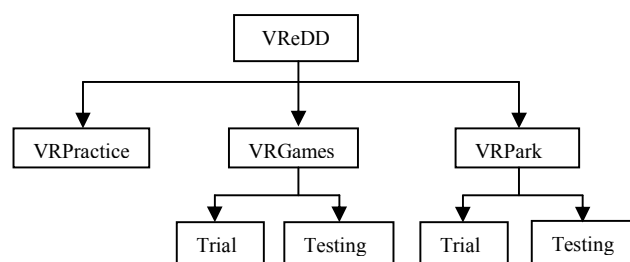 VReDD
VRPractice
VRGames
VRPark
Trial
Testing
Trial
Testing